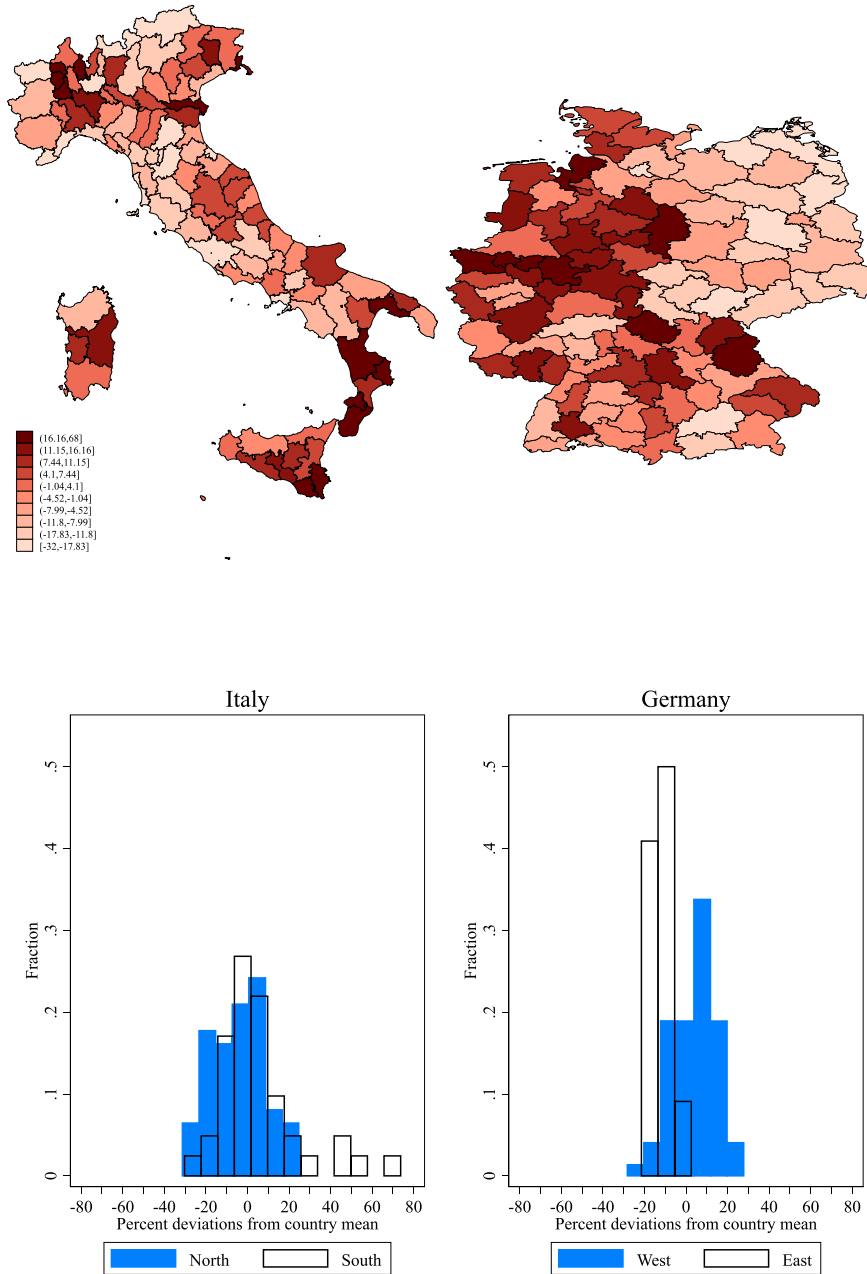 (16.16,68]
(11.15,16.16]
(7.44,11.15]
(4.1,7.44]
(-1.04,4.1]
(-4.52,-1.04]
(-7.99,-4.52]
(-11.8,-7.99]
(-17.83,-11.8]
[-32,-17.83]
Italy
Fraction
.5
.4
.3
.2
.1
0
-80 -60 -40 -20 0 20 40 60 80
Percent deviations from country mean
North South
Germany
Fraction
.5
.4
.3
.2
.1
0
-80 -60 -40 -20 0 20 40 60 80
Percent deviations from country mean
West East